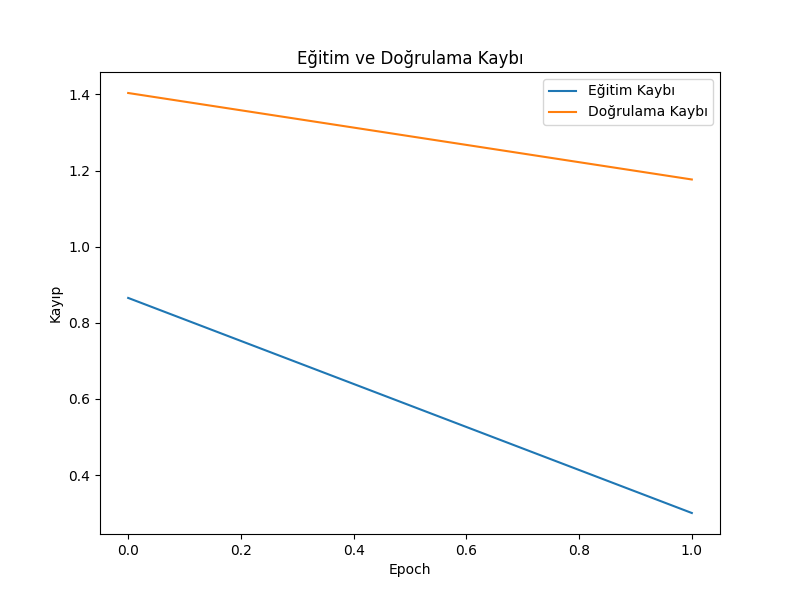 Eğitim ve Doğrulama Kaybı
Eğitim Kaybı
Doğrulama Kaybı
Kayıp
1.4
1.2
1.0
0.8
0.6
0.4
0.0 0.2 0.4 0.6 0.8 1.0
Epoch